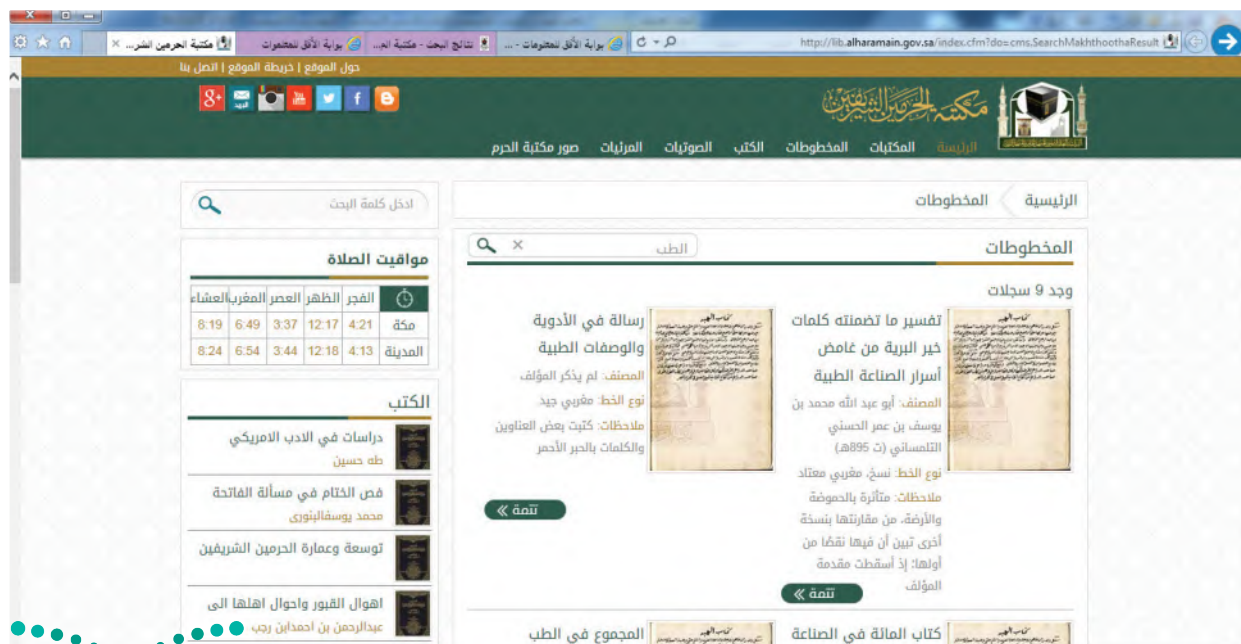 مكتبة الحرمين الشر... ×
بوابة الأفق للمعلومات
نتائج البحث - مكتبة الحر...
بوابة الأفق للمعلومات - ...
http://lib.alharamain.gov.sa/index.cfm?do=cms.SearchMakhthoothaResult
حول الموقع | خريطة الموقع | اتصل بنا
البريد
مكتبة الحرمين الشريفين
الرئيسة المكتبات المخطوطات الكتب الصوتيات المرئيات صور مكتبة الحرم
الرئيسية المخطوطات
المخطوطات
الطب ×
وجد 9 سجلات
تفسير ما تضمنته كلمات
خير البرية من غامض
أسرار الصناعة الطبية
المصنف: أبو عبد الله محمد بن
يوسف بن عمر الحسني
التلمساني (ت 895هـ)
نوع الخط: نسخ، مغربي معتاد
ملاحظات: متأثرة بالحموضة
والأرضة، من مقارنتها بنسخة
أخرى تبين أن فيها نقصًا من
أولها؛ إذ أسقطت مقدمة
المؤلف
تتمة »
رسالة في الأدوية
والوصفات الطبية
المصنف: لم يذكر المؤلف
نوع الخط: مغربي جيد
ملاحظات: كتبت بعض العناوين
والكلمات بالحبر الأحمر
تتمة »
كتاب المائة في الصناعة
المجموع في الطب
ادخل كلمة البحث
مواقيت الصلاة
الفجر الظهر العصر المغرب العشاء
مكة 4:21 12:17 3:37 6:49 8:19
المدينة 4:13 12:18 3:44 6:54 8:24
الكتب
دراسات في الادب الامريكي
طه حسين
فص الختام في مسألة الفاتحة
محمد يوسفالبنورى
توسعة وعمارة الحرمين الشريفين
اهوال القبور واحوال اهلها الى
عبدالرحمن بن احمدابن رجب